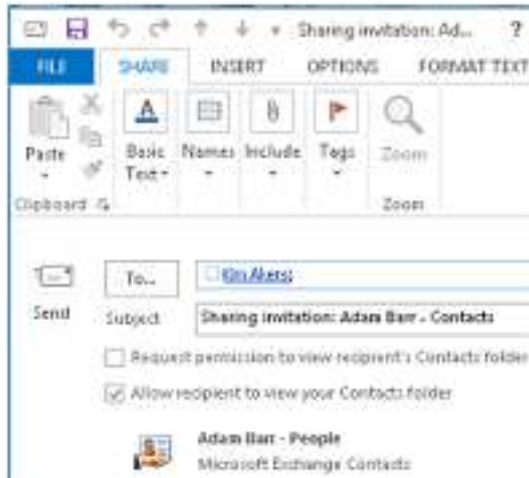 Sharing invitation: Ad... ?
FILE SHARE INSERT OPTIONS FORMAT TEXT
Paste Basic Text Names Include Tags Zoom
Clipboard Zoom
To... Kim Akers;
Send Subject Sharing invitation: Adam Barr - Contacts
Request permission to view recipient's Contacts folder
Allow recipient to view your Contacts folder
Adam Barr - People
Microsoft Exchange Contacts